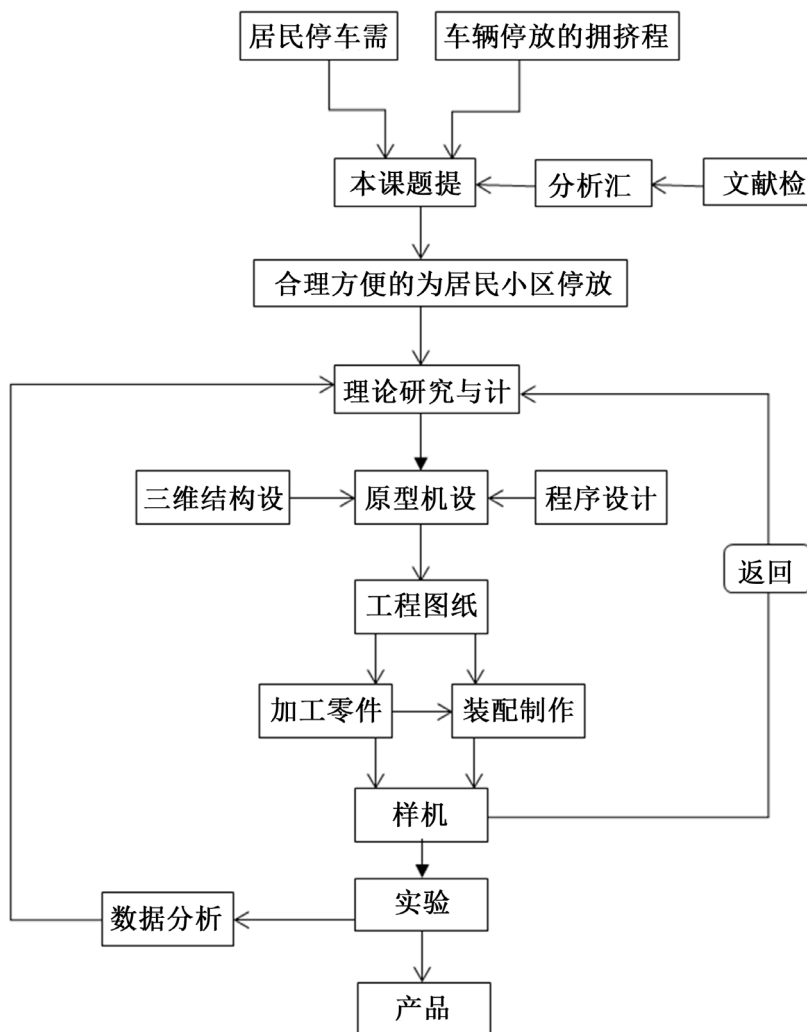 居民停车需
车辆停放的拥挤程
本课题提
分析汇
文献检
合理方便的为居民小区停放
理论研究与计
三维结构设
原型机设
程序设计
返回
工程图纸
加工零件
装配制作
样机
数据分析
实验
产品